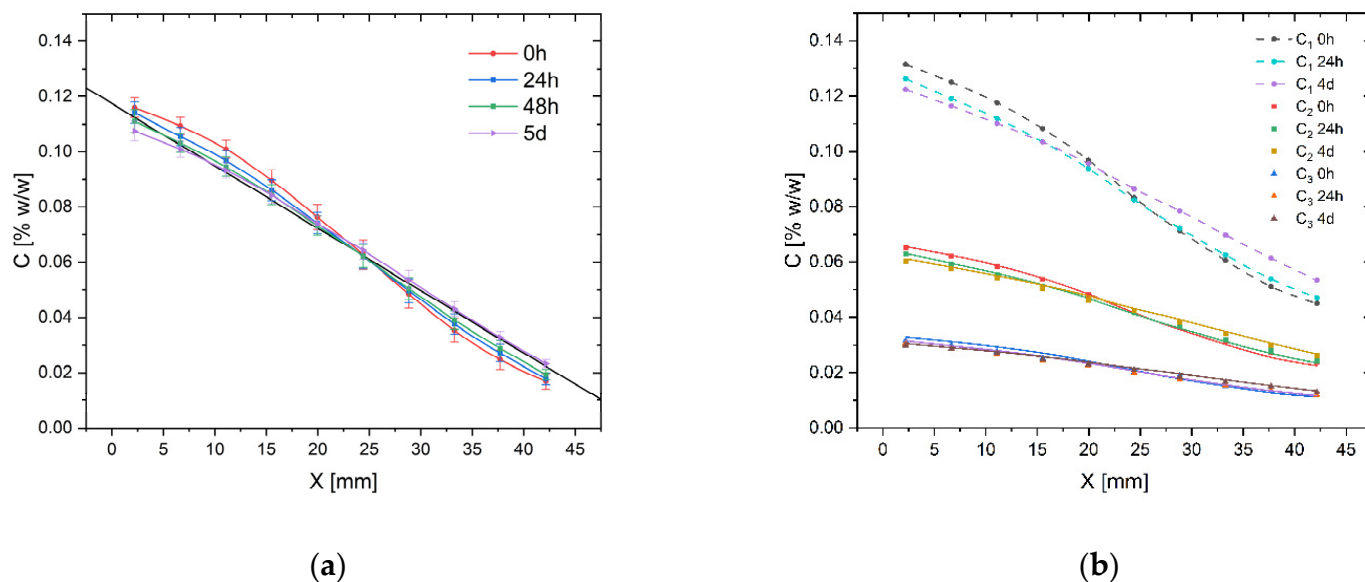 0.14
0.12
0.10
0.08
0.06
0.04
0.02
0.00
C [% w/w]
0 5 10 15 20 25 30 35 40 45
X [mm]
0h
24h
48h
5d
(a)
0.14
0.12
0.10
0.08
0.06
0.04
0.02
0.00
C [% w/w]
0 5 10 15 20 25 30 35 40 45
X [mm]
C₁ 0h
C₁ 24h
C₁ 4d
C₂ 0h
C₂ 24h
C₂ 4d
C₃ 0h
C₃ 24h
C₃ 4d
(b)